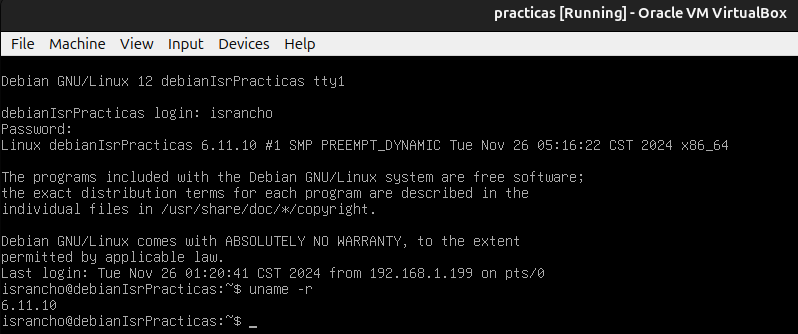 practicas [Running] - Oracle VM VirtualBox
File Machine View Input Devices Help
Debian GNU/Linux 12 debianIsrPracticas tty1
debianIsrPracticas login: israncho
Password:
Linux debianIsrPracticas 6.11.10 #1 SMP PREEMPT_DYNAMIC Tue Nov 26 05:16:22 CST 2024 x86_64
The programs included with the Debian GNU/Linux system are free software;
the exact distribution terms for each program are described in the
individual files in /usr/share/doc/*/copyright.
Debian GNU/Linux comes with ABSOLUTELY NO WARRANTY, to the extent
permitted by applicable law.
Last login: Tue Nov 26 01:20:41 CST 2024 from 192.168.1.199 on pts/0
israncho@debianIsrPracticas:~$ uname -r
6.11.10
israncho@debianIsrPracticas:~$ _